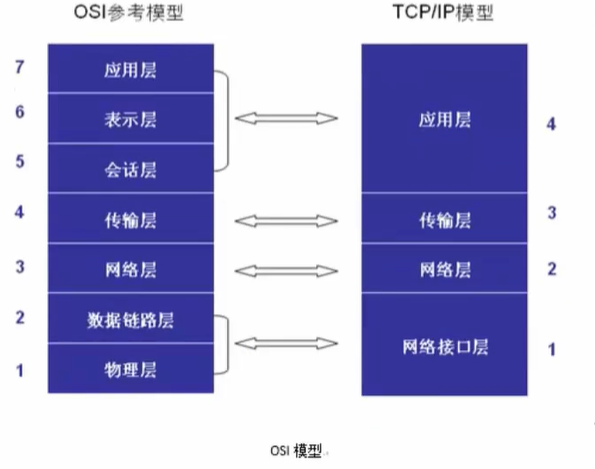 OSI参考模型
TCP/IP模型
7
应用层
6
表示层
5
会话层
4
传输层
3
网络层
2
数据链路层
1
物理层
应用层
4
传输层
3
网络层
2
网络接口层
1
OSI 模型